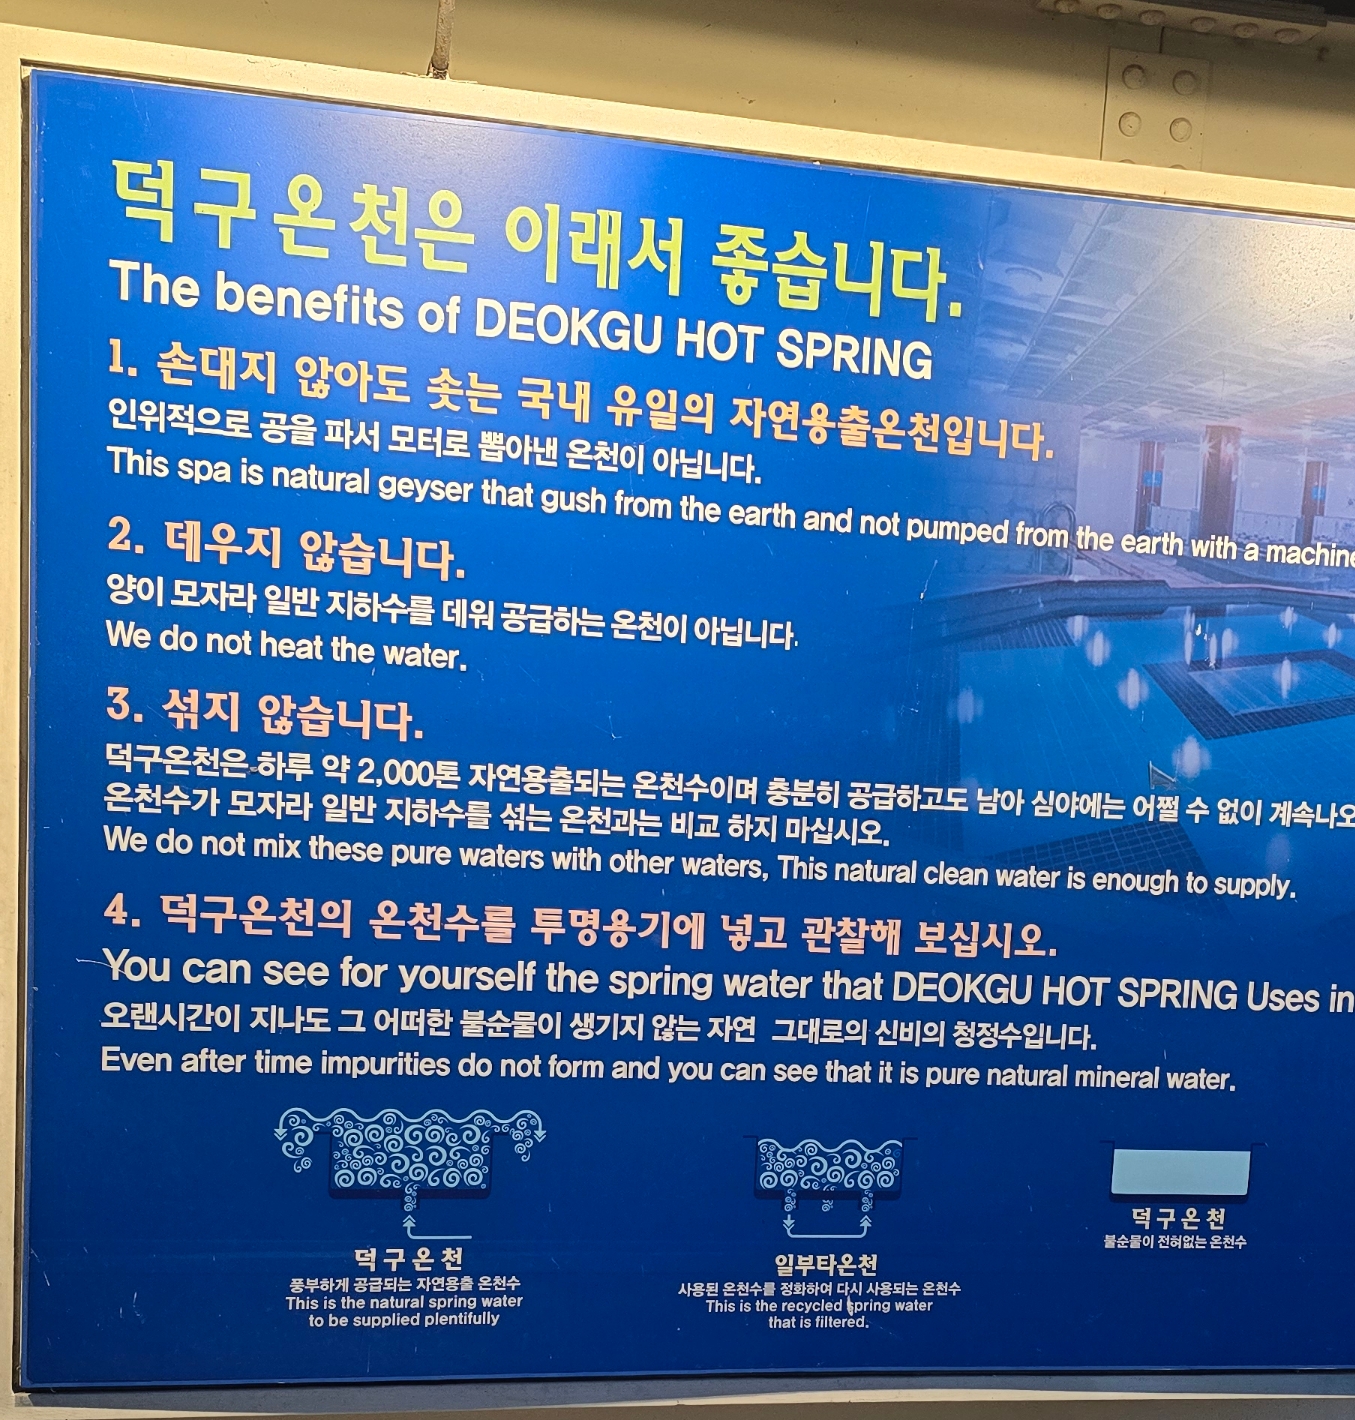 덕구온천은 이래서 좋습니다.
The benefits of DEOKGU HOT SPRING
1. 손대지 않아도 솟는 국내 유일의 자연용출온천입니다.
인위적으로 공을 파서 모터로 뽑아낸 온천이 아닙니다.
This spa is natural geyser that gush from the earth and not pumped from the earth with a machine
2. 데우지 않습니다.
양이 모자라 일반 지하수를 데워 공급하는 온천이 아닙니다.
We do not heat the water.
3. 섞지 않습니다.
덕구온천은 하루 약 2,000톤 자연용출되는 온천수이며 충분히 공급하고도 남아 심야에는 어쩔 수 없이 계속나오
온천수가 모자라 일반 지하수를 섞는 온천과는 비교 하지 마십시오.
We do not mix these pure waters with other waters, This natural clean water is enough to supply.
4. 덕구온천의 온천수를 투명용기에 넣고 관찰해 보십시오.
You can see for yourself the spring water that DEOKGU HOT SPRING Uses in
오랜시간이 지나도 그 어떠한 불순물이 생기지 않는 자연 그대로의 신비의 청정수입니다.
Even after time impurities do not form and you can see that it is pure natural mineral water.
덕구온천
풍부하게 공급되는 자연용출 온천수
This is the natural spring water
to be supplied plentifully
일부타온천
사용된 온천수를 정화하여 다시 사용되는 온천수
This is the recycled spring water
that is filtered.
덕구온천
불순물이 전혀없는 온천수